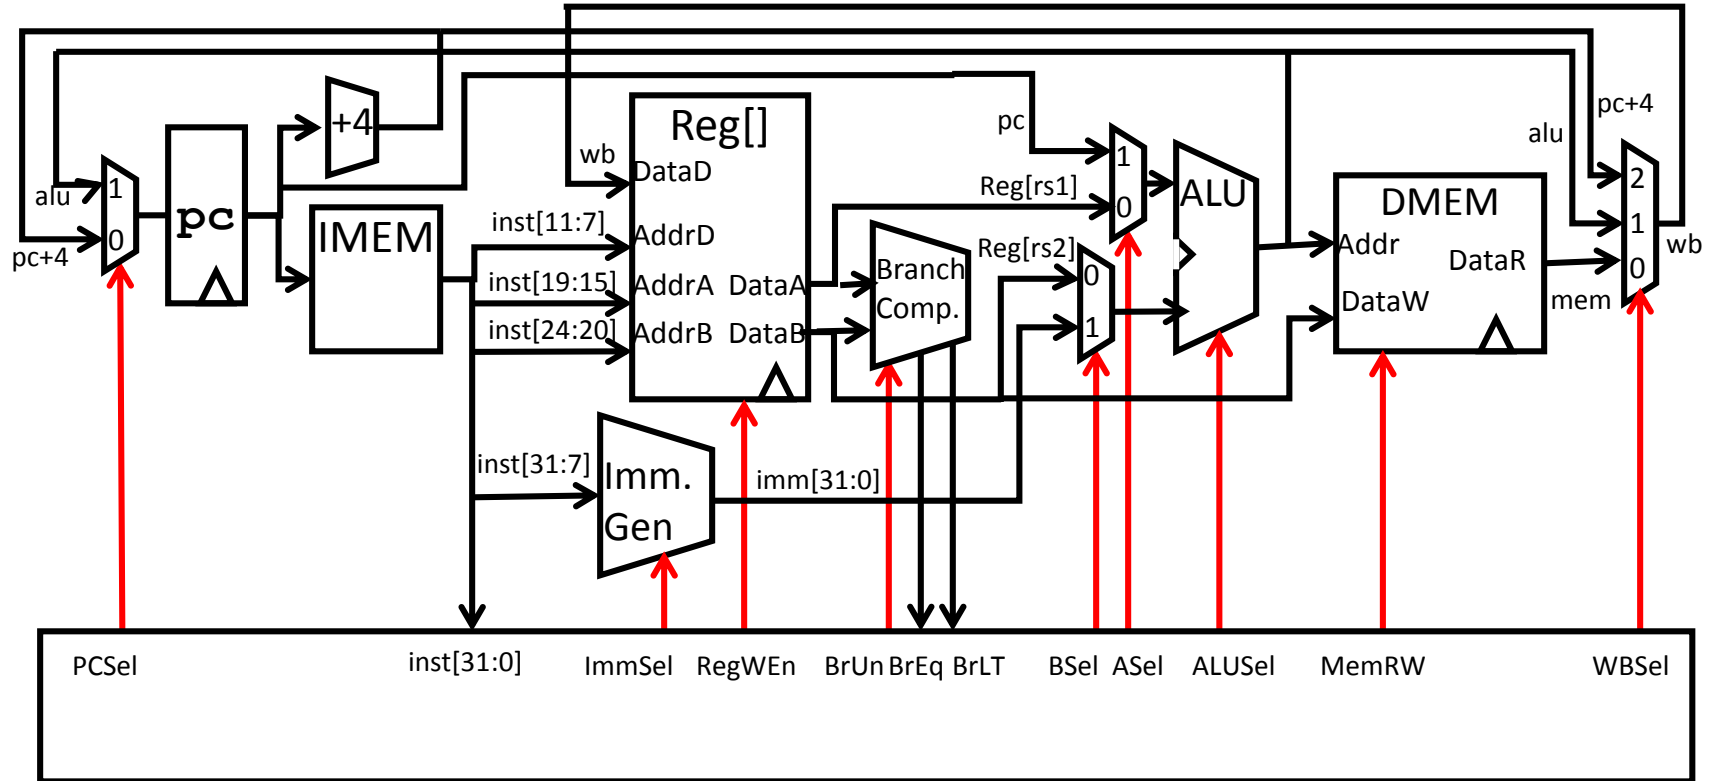 pc+4
alu
pc
Reg[]
+4
wb
DataD
1
ALU
2
alu
pc
1
Reg[rs1]
DMEM
0
inst[11:7]
AddrD
0
1
pc+4
IMEM
Reg[rs2]
Addr
wb
Branch
Comp.
0
DataR
0
inst[19:15]
AddrA
DataA
mem
DataW
1
inst[24:20]
AddrB
DataB
inst[31:7]
Imm.
Gen
imm[31:0]
PCSel
inst[31:0]
ImmSel
RegWEn
BrUn
BrEq
BrLT
BSel
ASel
ALUSel
MemRW
WBSel